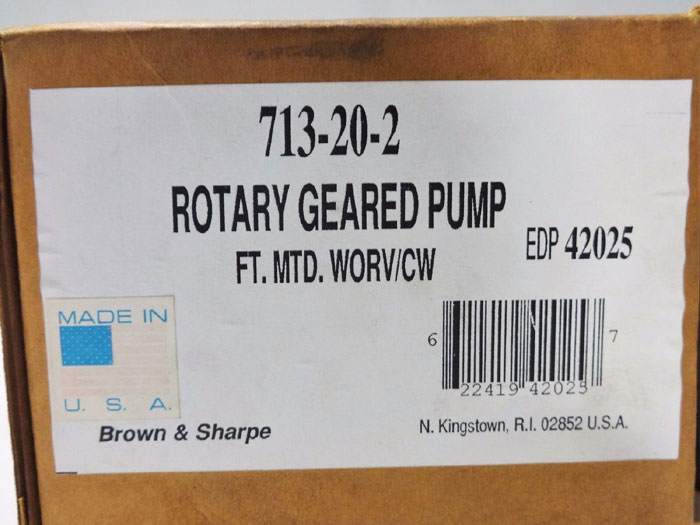 713-20-2
ROTARY GEARED PUMP
FT. MTD. WORV/CW
EDP 42025
MADE IN
U. S. A.
6 22419 42025 7
Brown & Sharpe
N. Kingstown, R.I. 02852 U.S.A.